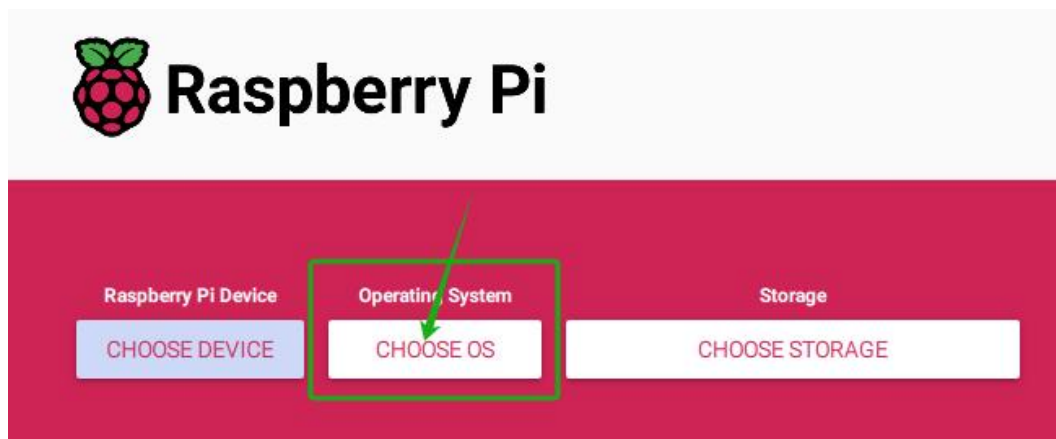 Raspberry Pi
Raspberry Pi Device
Operating System
Storage
CHOOSE DEVICE
CHOOSE OS
CHOOSE STORAGE